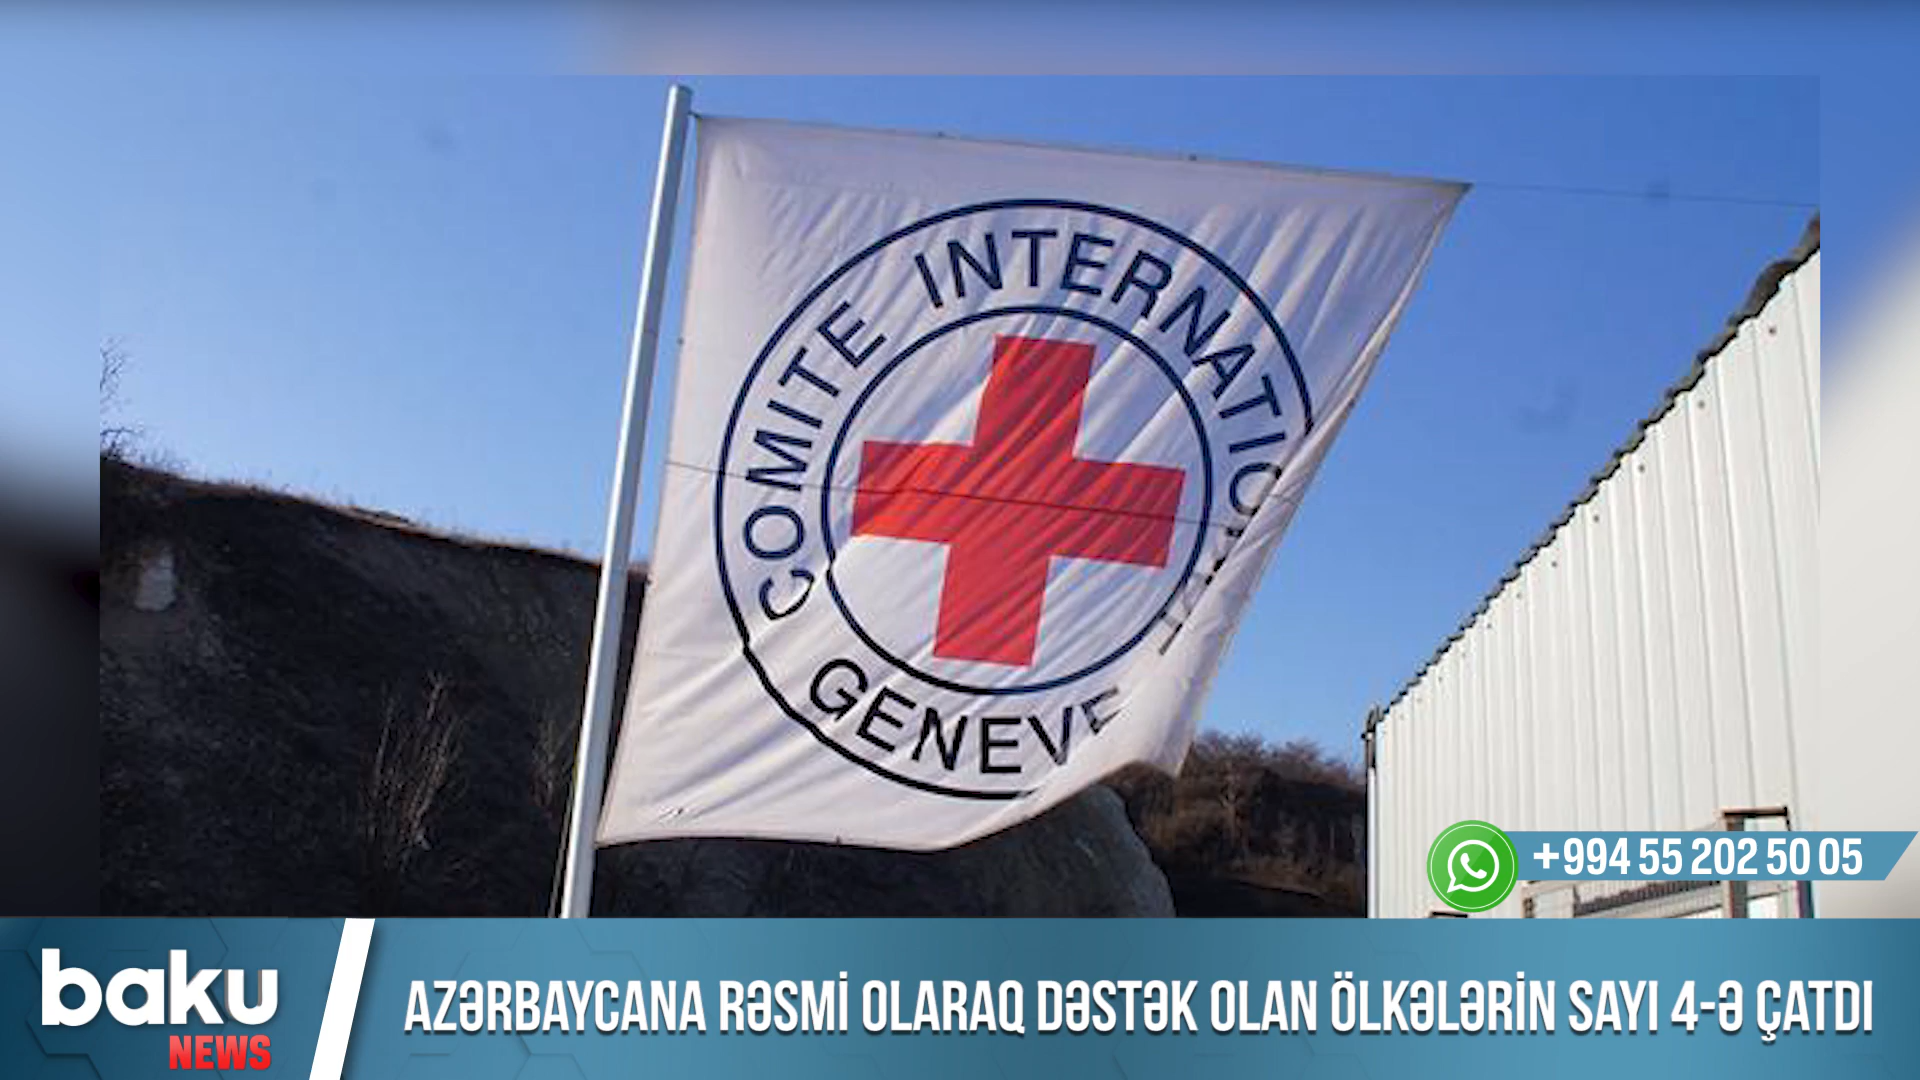 COMITE INTERNATIONAL
GENEVE
+994 55 202 50 05
baku
NEWS
AZƏRBAYCANA RƏSMİ OLARAQ DƏSTƏK OLAN ÖLKƏLƏRİN SAYI 4-Ə ÇATDI